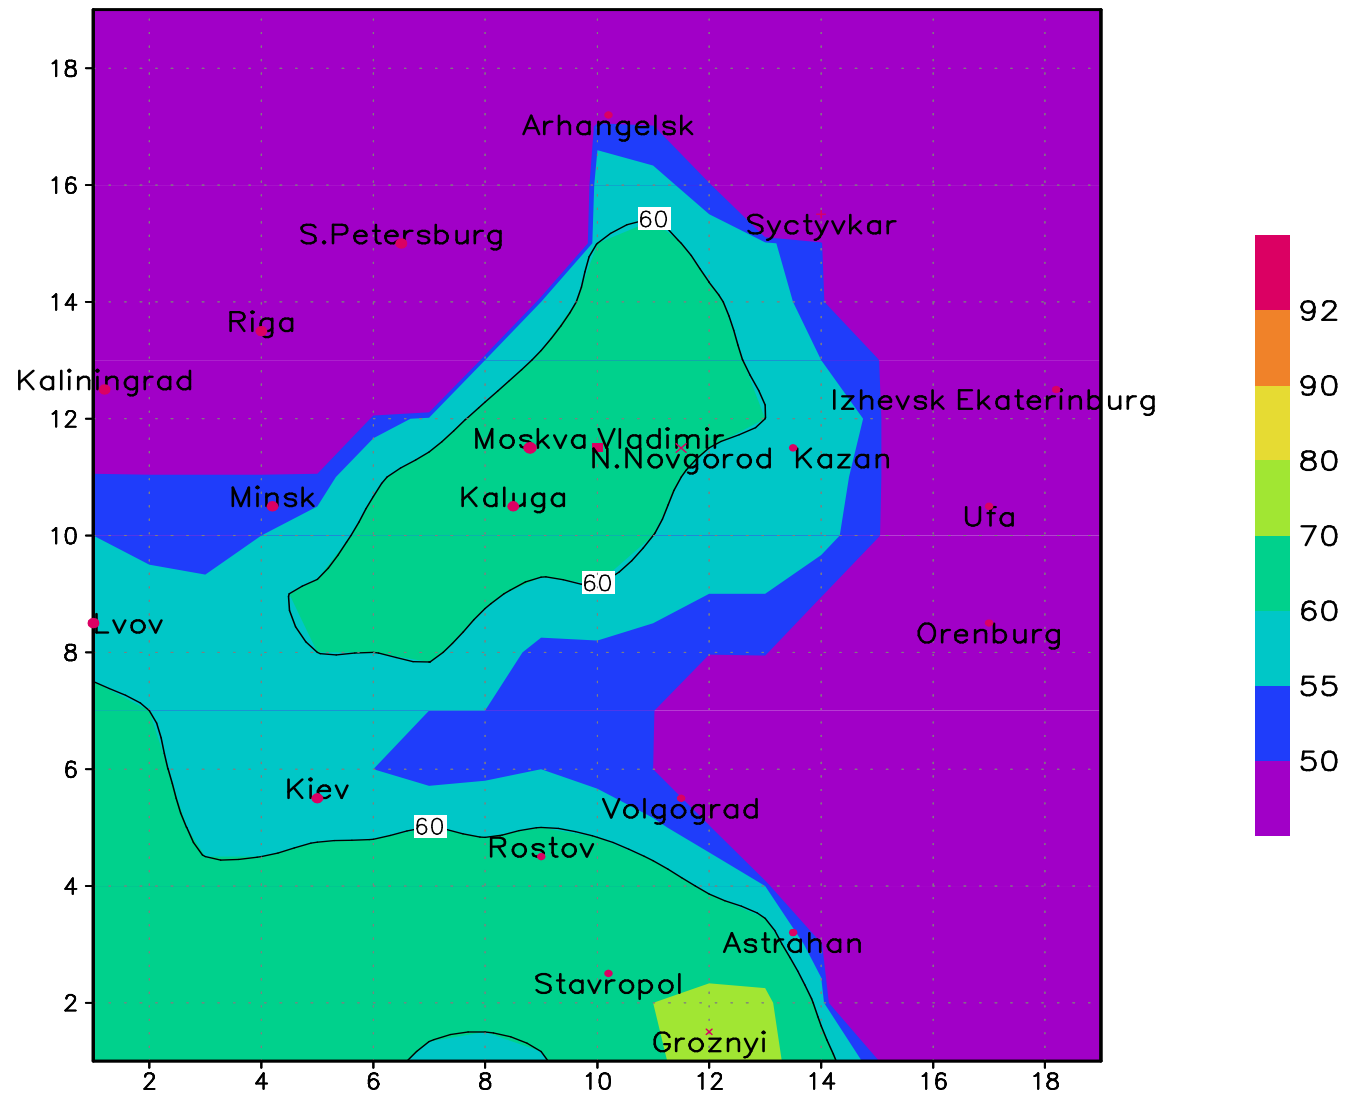 18
Arhangelsk
16
60
Syctyvkar
S.Petersburg
92
14
Riga
90
Kaliningrad
12
Izhevsk Ekaterinburg
80
Moskva Vladimir
N.Novgorod Kazan
Minsk
Kaluga
Ufa
10
70
60
60
Lvov
Orenburg
8
55
6
50
Kiev
Volgograd
60
Rostov
4
Astrahan
Stavropol
2
Groznyi
2 4 6 8 10 12 14 16 18